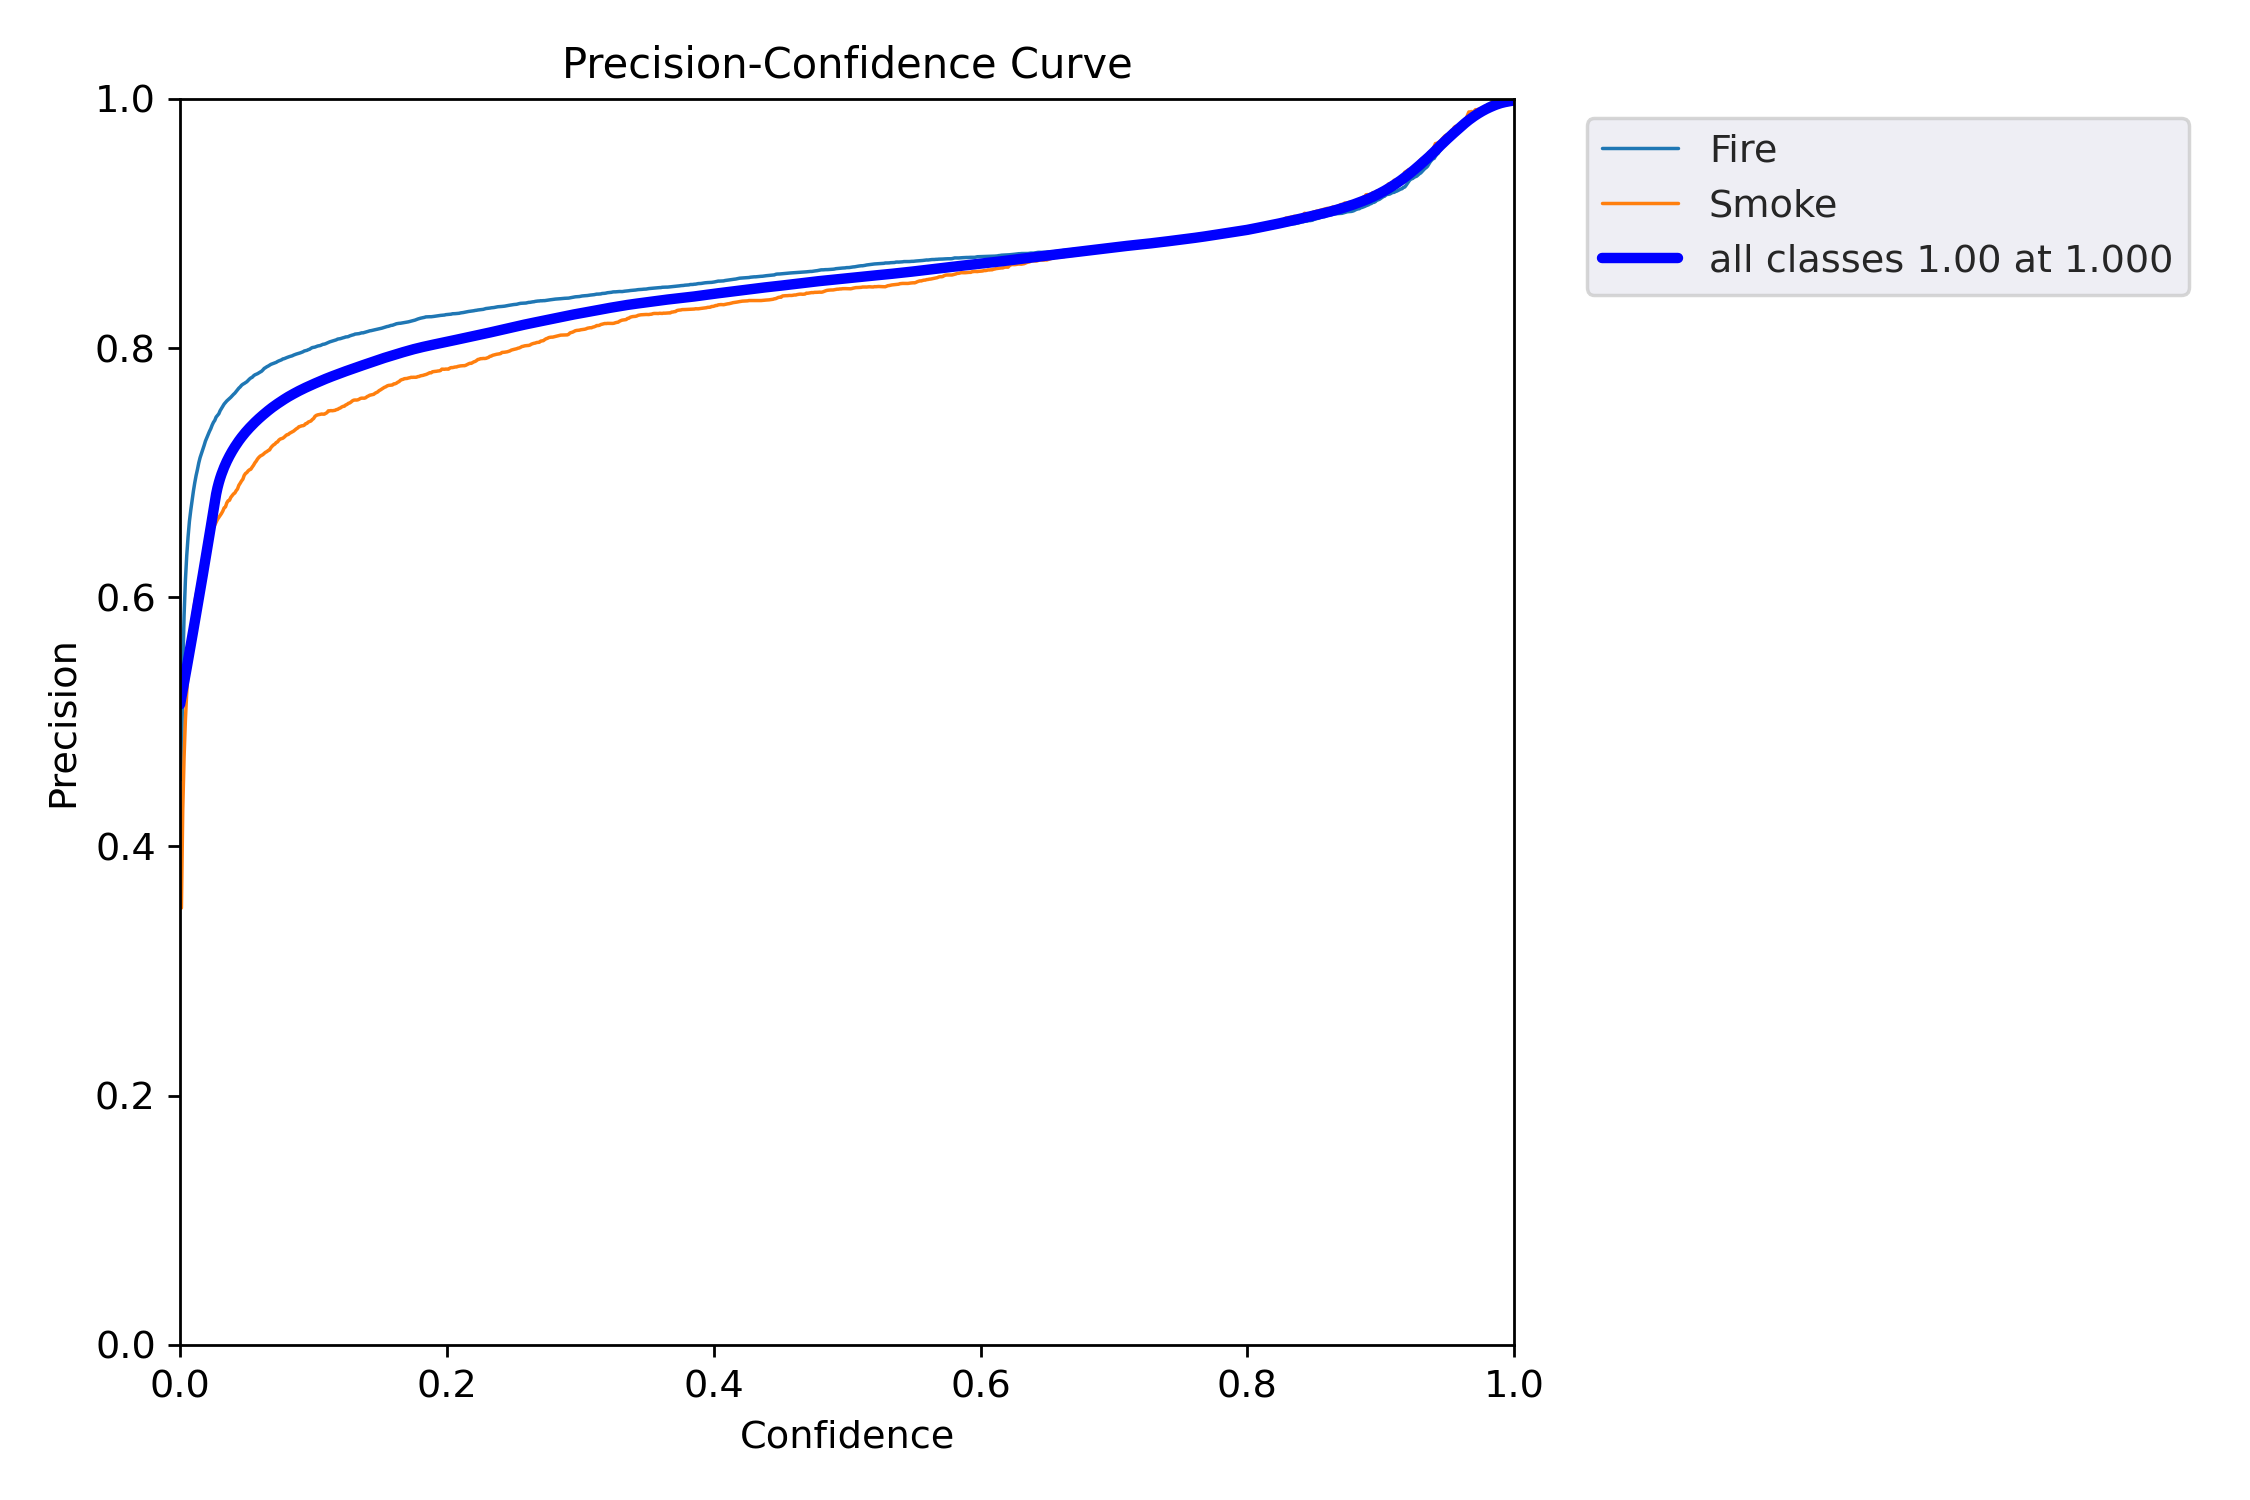 Precision-Confidence Curve
1.0
0.8
0.6
0.4
0.2
0.0
Precision
0.0 0.2 0.4 0.6 0.8 1.0
Confidence
Fire
Smoke
all classes 1.00 at 1.000